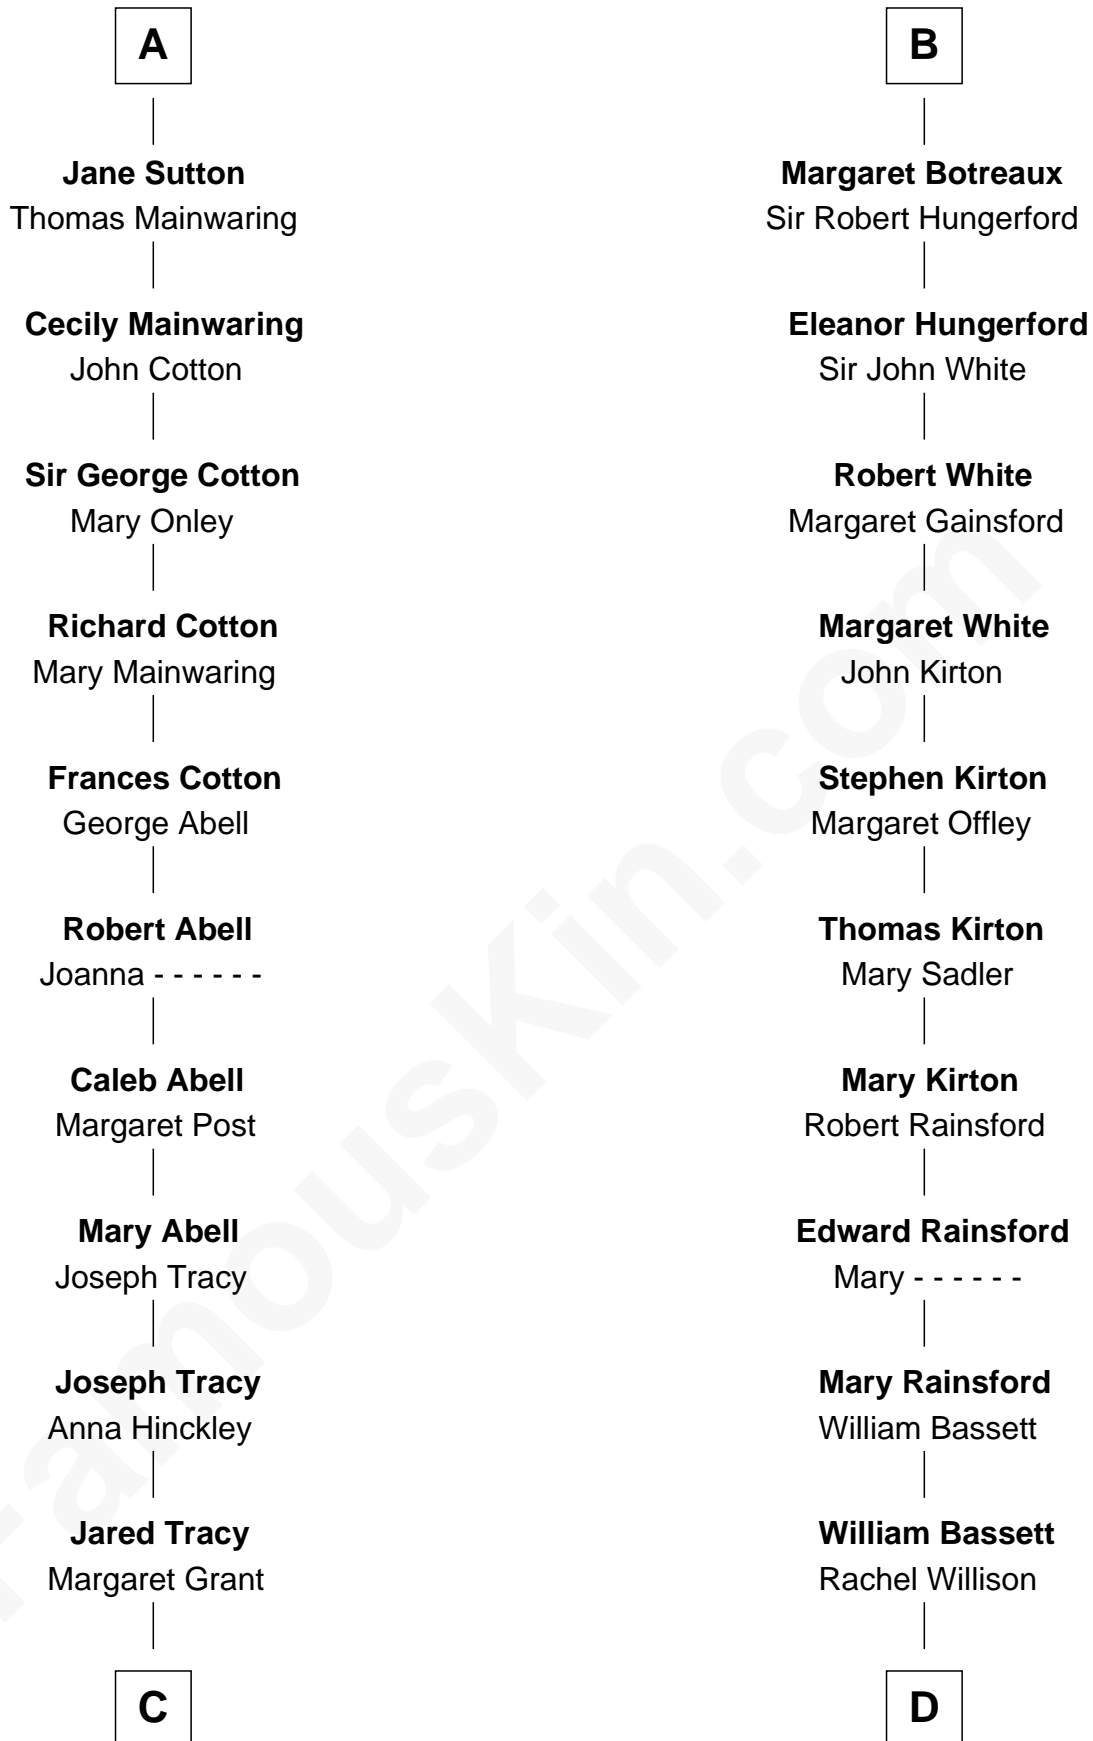 A
Jane Sutton
Thomas Mainwaring
Cecily Mainwaring
John Cotton
Sir George Cotton
Mary Onley
Richard Cotton
Mary Mainwaring
Frances Cotton
George Abell
Robert Abell
Joanna - - - - - -
Caleb Abell
Margaret Post
Mary Abell
Joseph Tracy
Joseph Tracy
Anna Hinckley
Jared Tracy
Margaret Grant
C
B
Margaret Botreaux
Sir Robert Hungerford
Eleanor Hungerford
Sir John White
Robert White
Margaret Gainsford
Margaret White
John Kirton
Stephen Kirton
Margaret Offley
Thomas Kirton
Mary Sadler
Mary Kirton
Robert Rainsford
Edward Rainsford
Mary - - - - - -
Mary Rainsford
William Bassett
William Bassett
Rachel Willison
D
FamousKin.com